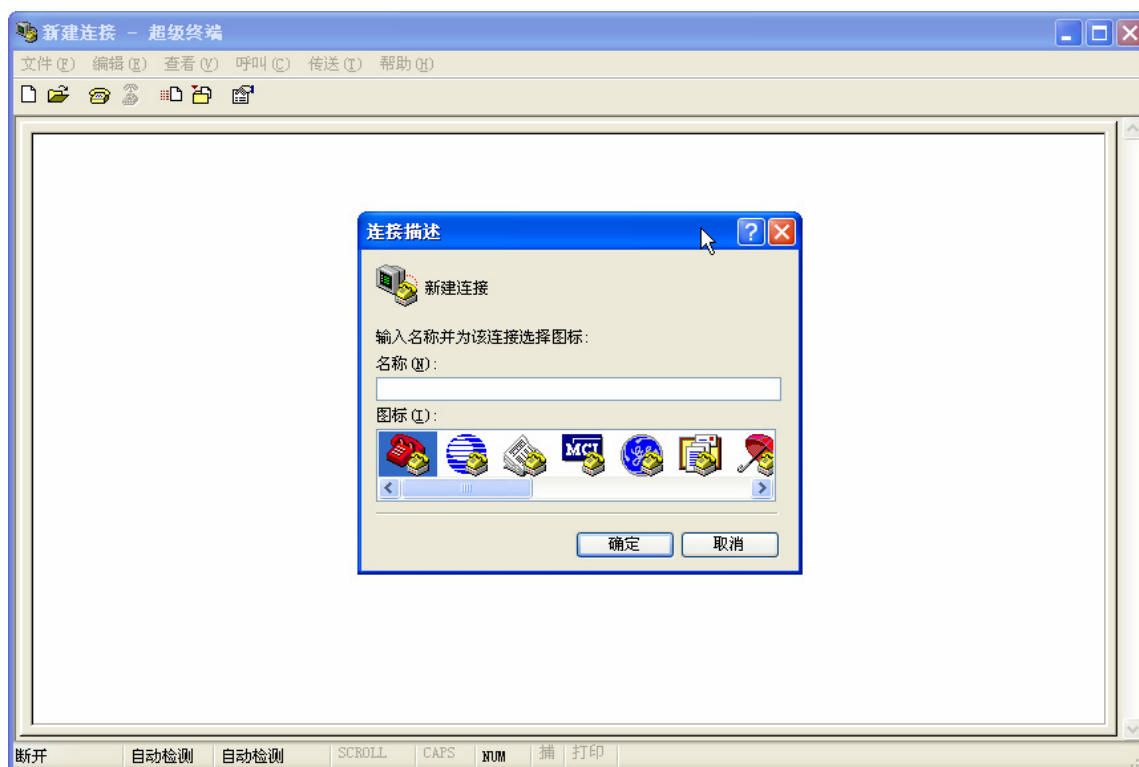 新建连接 - 超级终端
文件(F) 编辑(E) 查看(V) 呼叫(C) 传送(T) 帮助(H)
连接描述
新建连接
输入名称并为该连接选择图标:
名称(N):
图标(I):
MCI
确定 取消
断开 自动检测 自动检测 SCROLL CAPS NUM 捕 打印